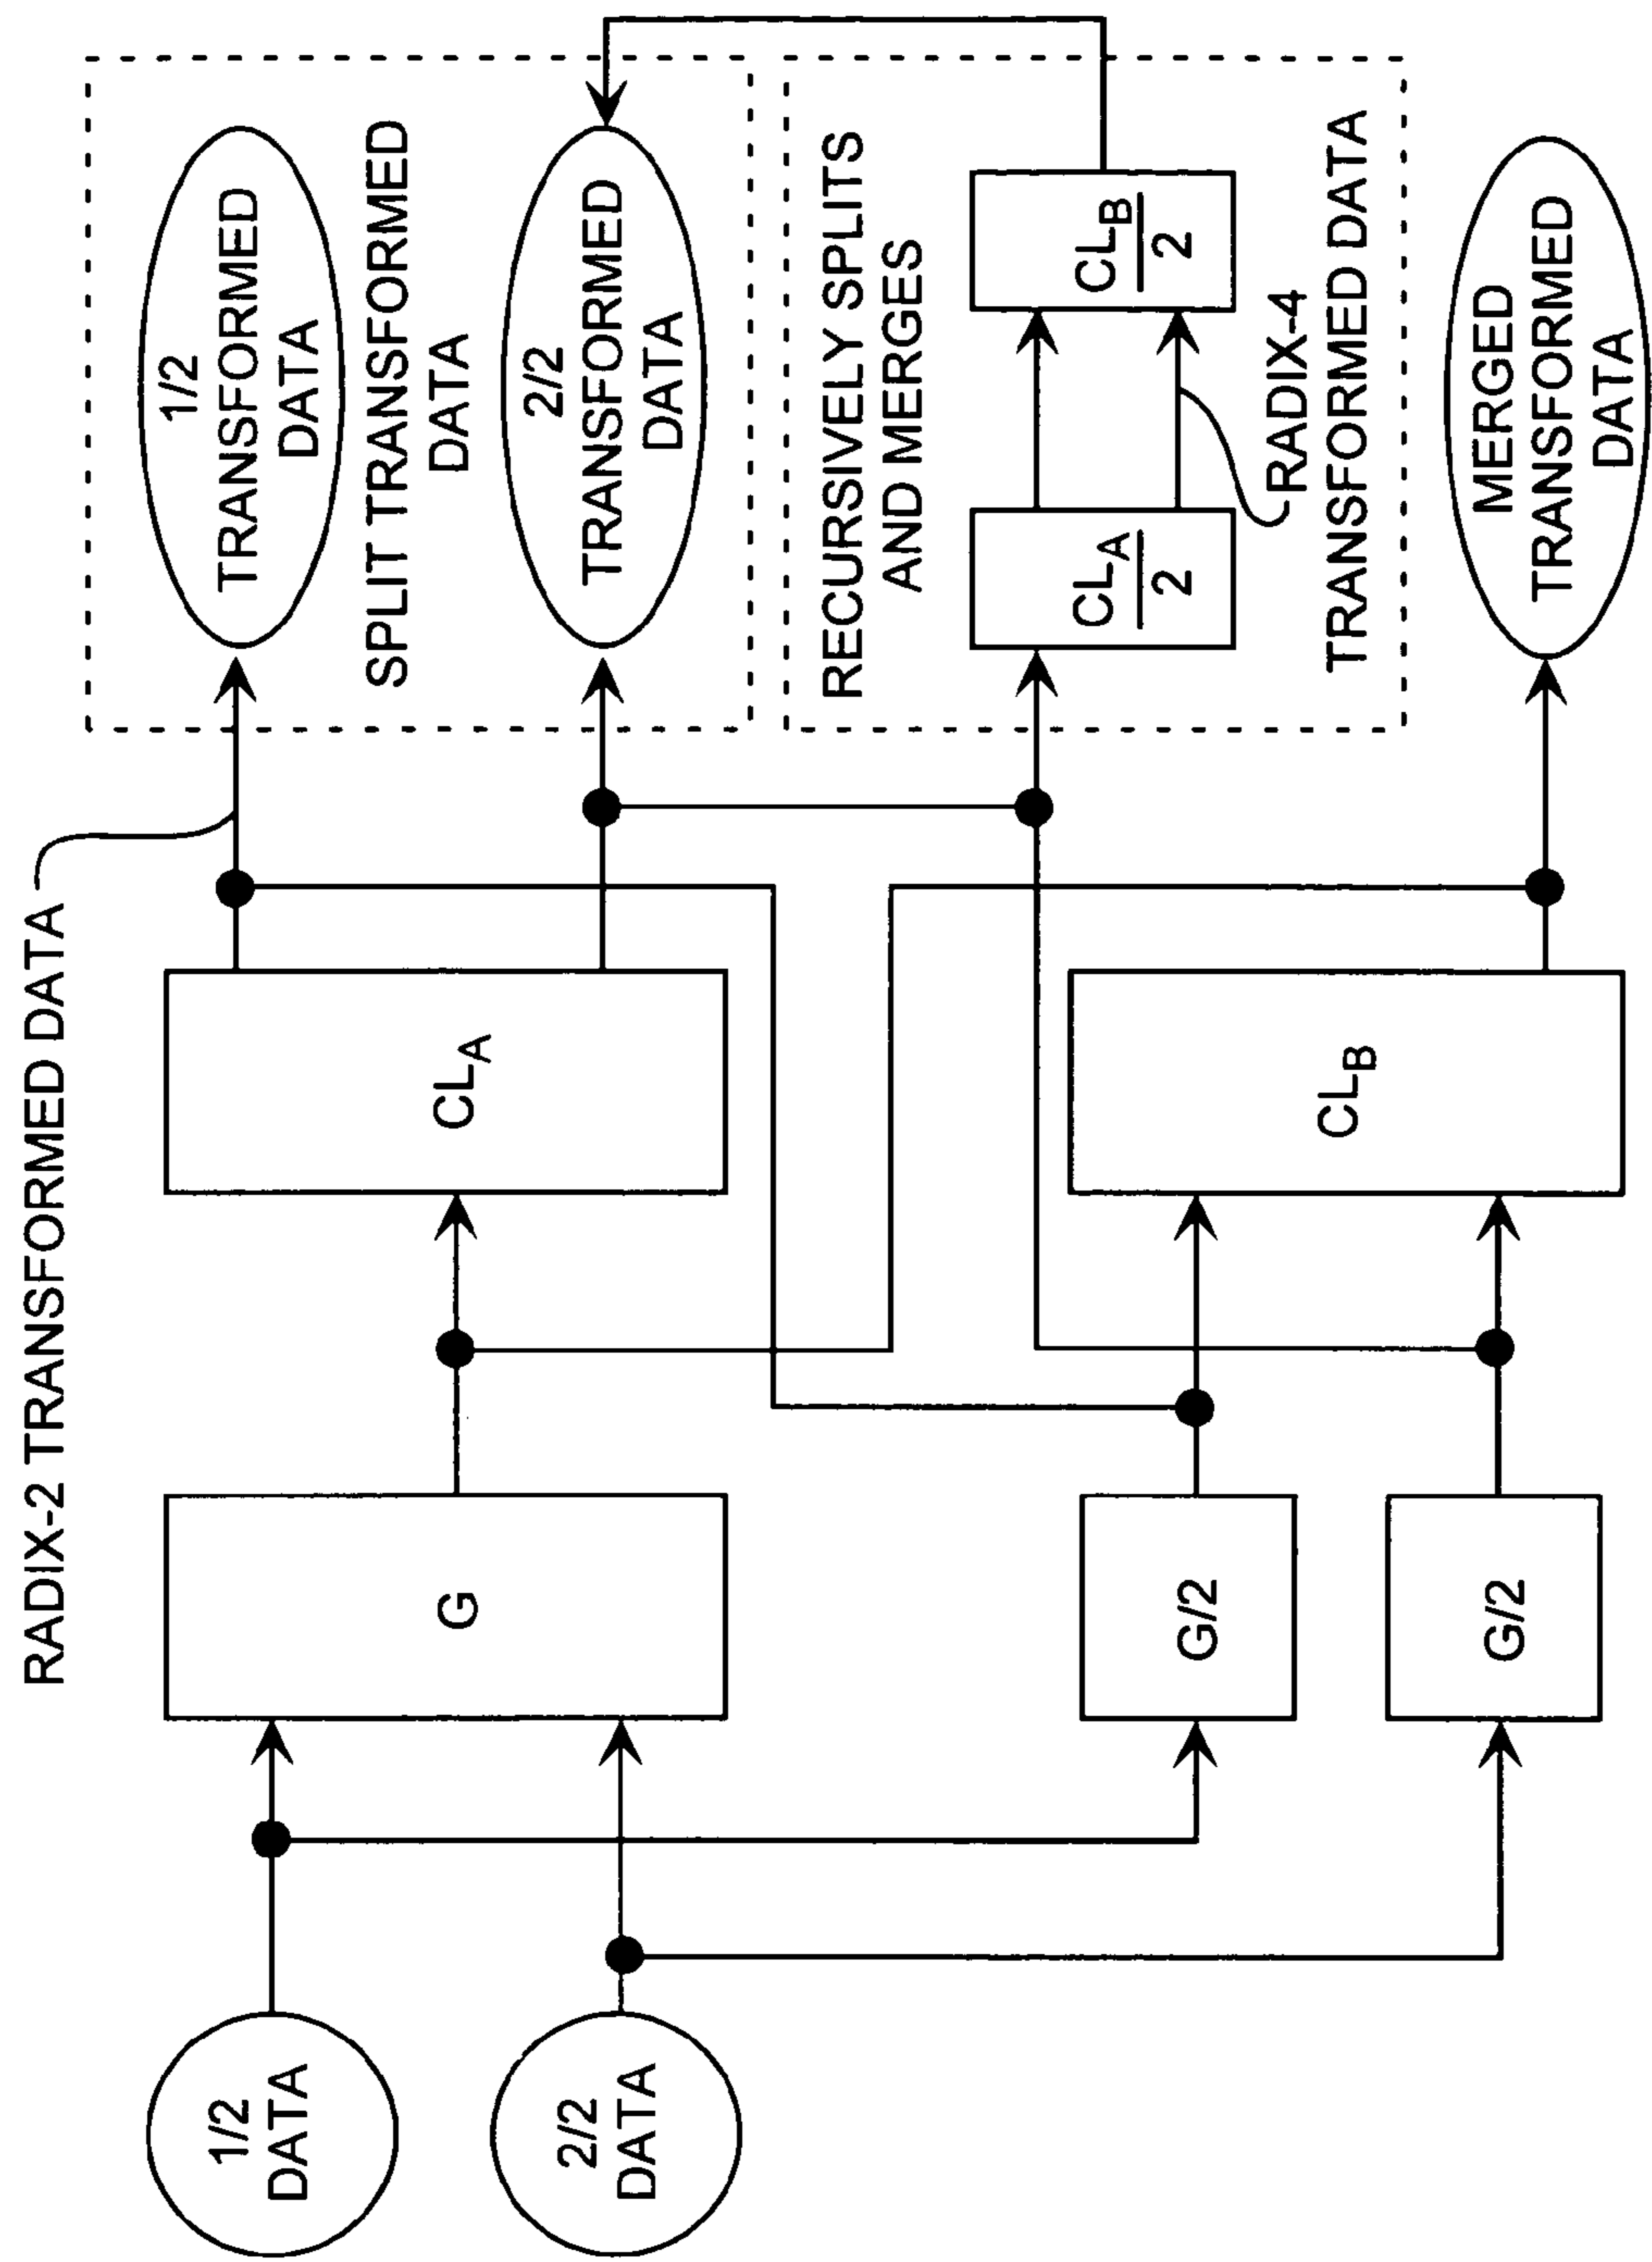 RADIX-2 TRANSFORMED DATA
1/2
DATA
2/2
DATA
G
G/2
G/2
CLA
CLB
1/2
TRANSFORMED
DATA
SPLIT TRANSFORMED
DATA
2/2
TRANSFORMED
DATA
RECURSIVELY SPLITS
AND MERGES
CLA
2
CLB
2
RADIX-4
TRANSFORMED DATA
MERGED
TRANSFORMED
DATA